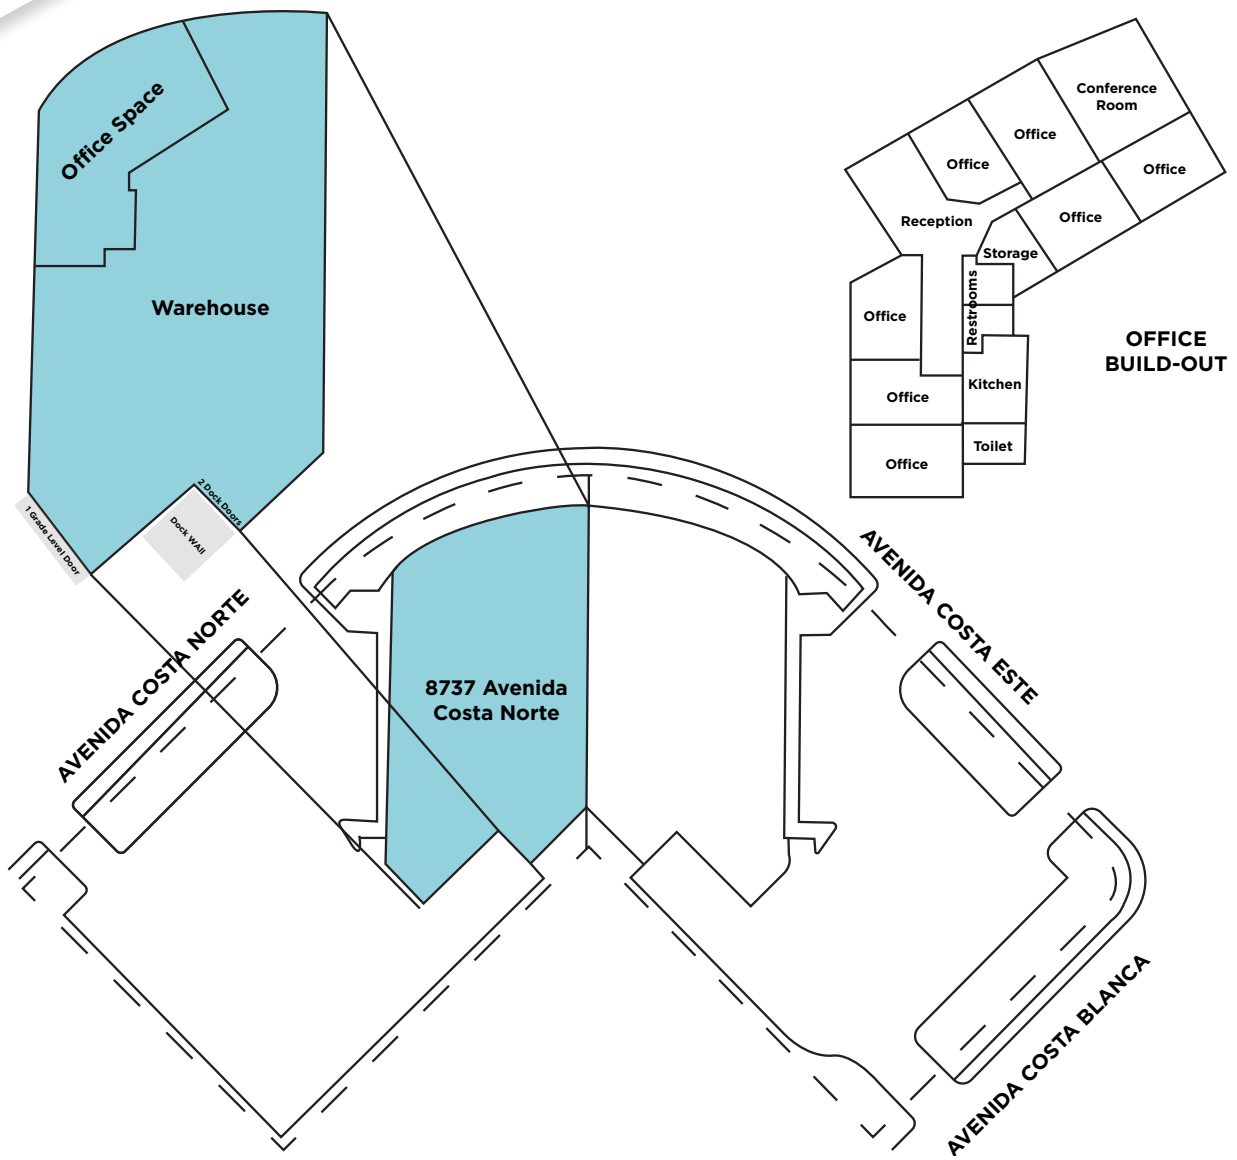 Office Space
Warehouse
1 Grade Level Door
Dock WAll
2 Dock Doors
Conference
Room
Office
Office
Office
Office
Reception
Storage
Restrooms
Office
Office
Kitchen
Office
Toilet
OFFICE
BUILD-OUT
AVENIDA COSTA NORTE
8737 Avenida
Costa Norte
AVENIDA COSTA ESTE
AVENIDA COSTA BLANCA